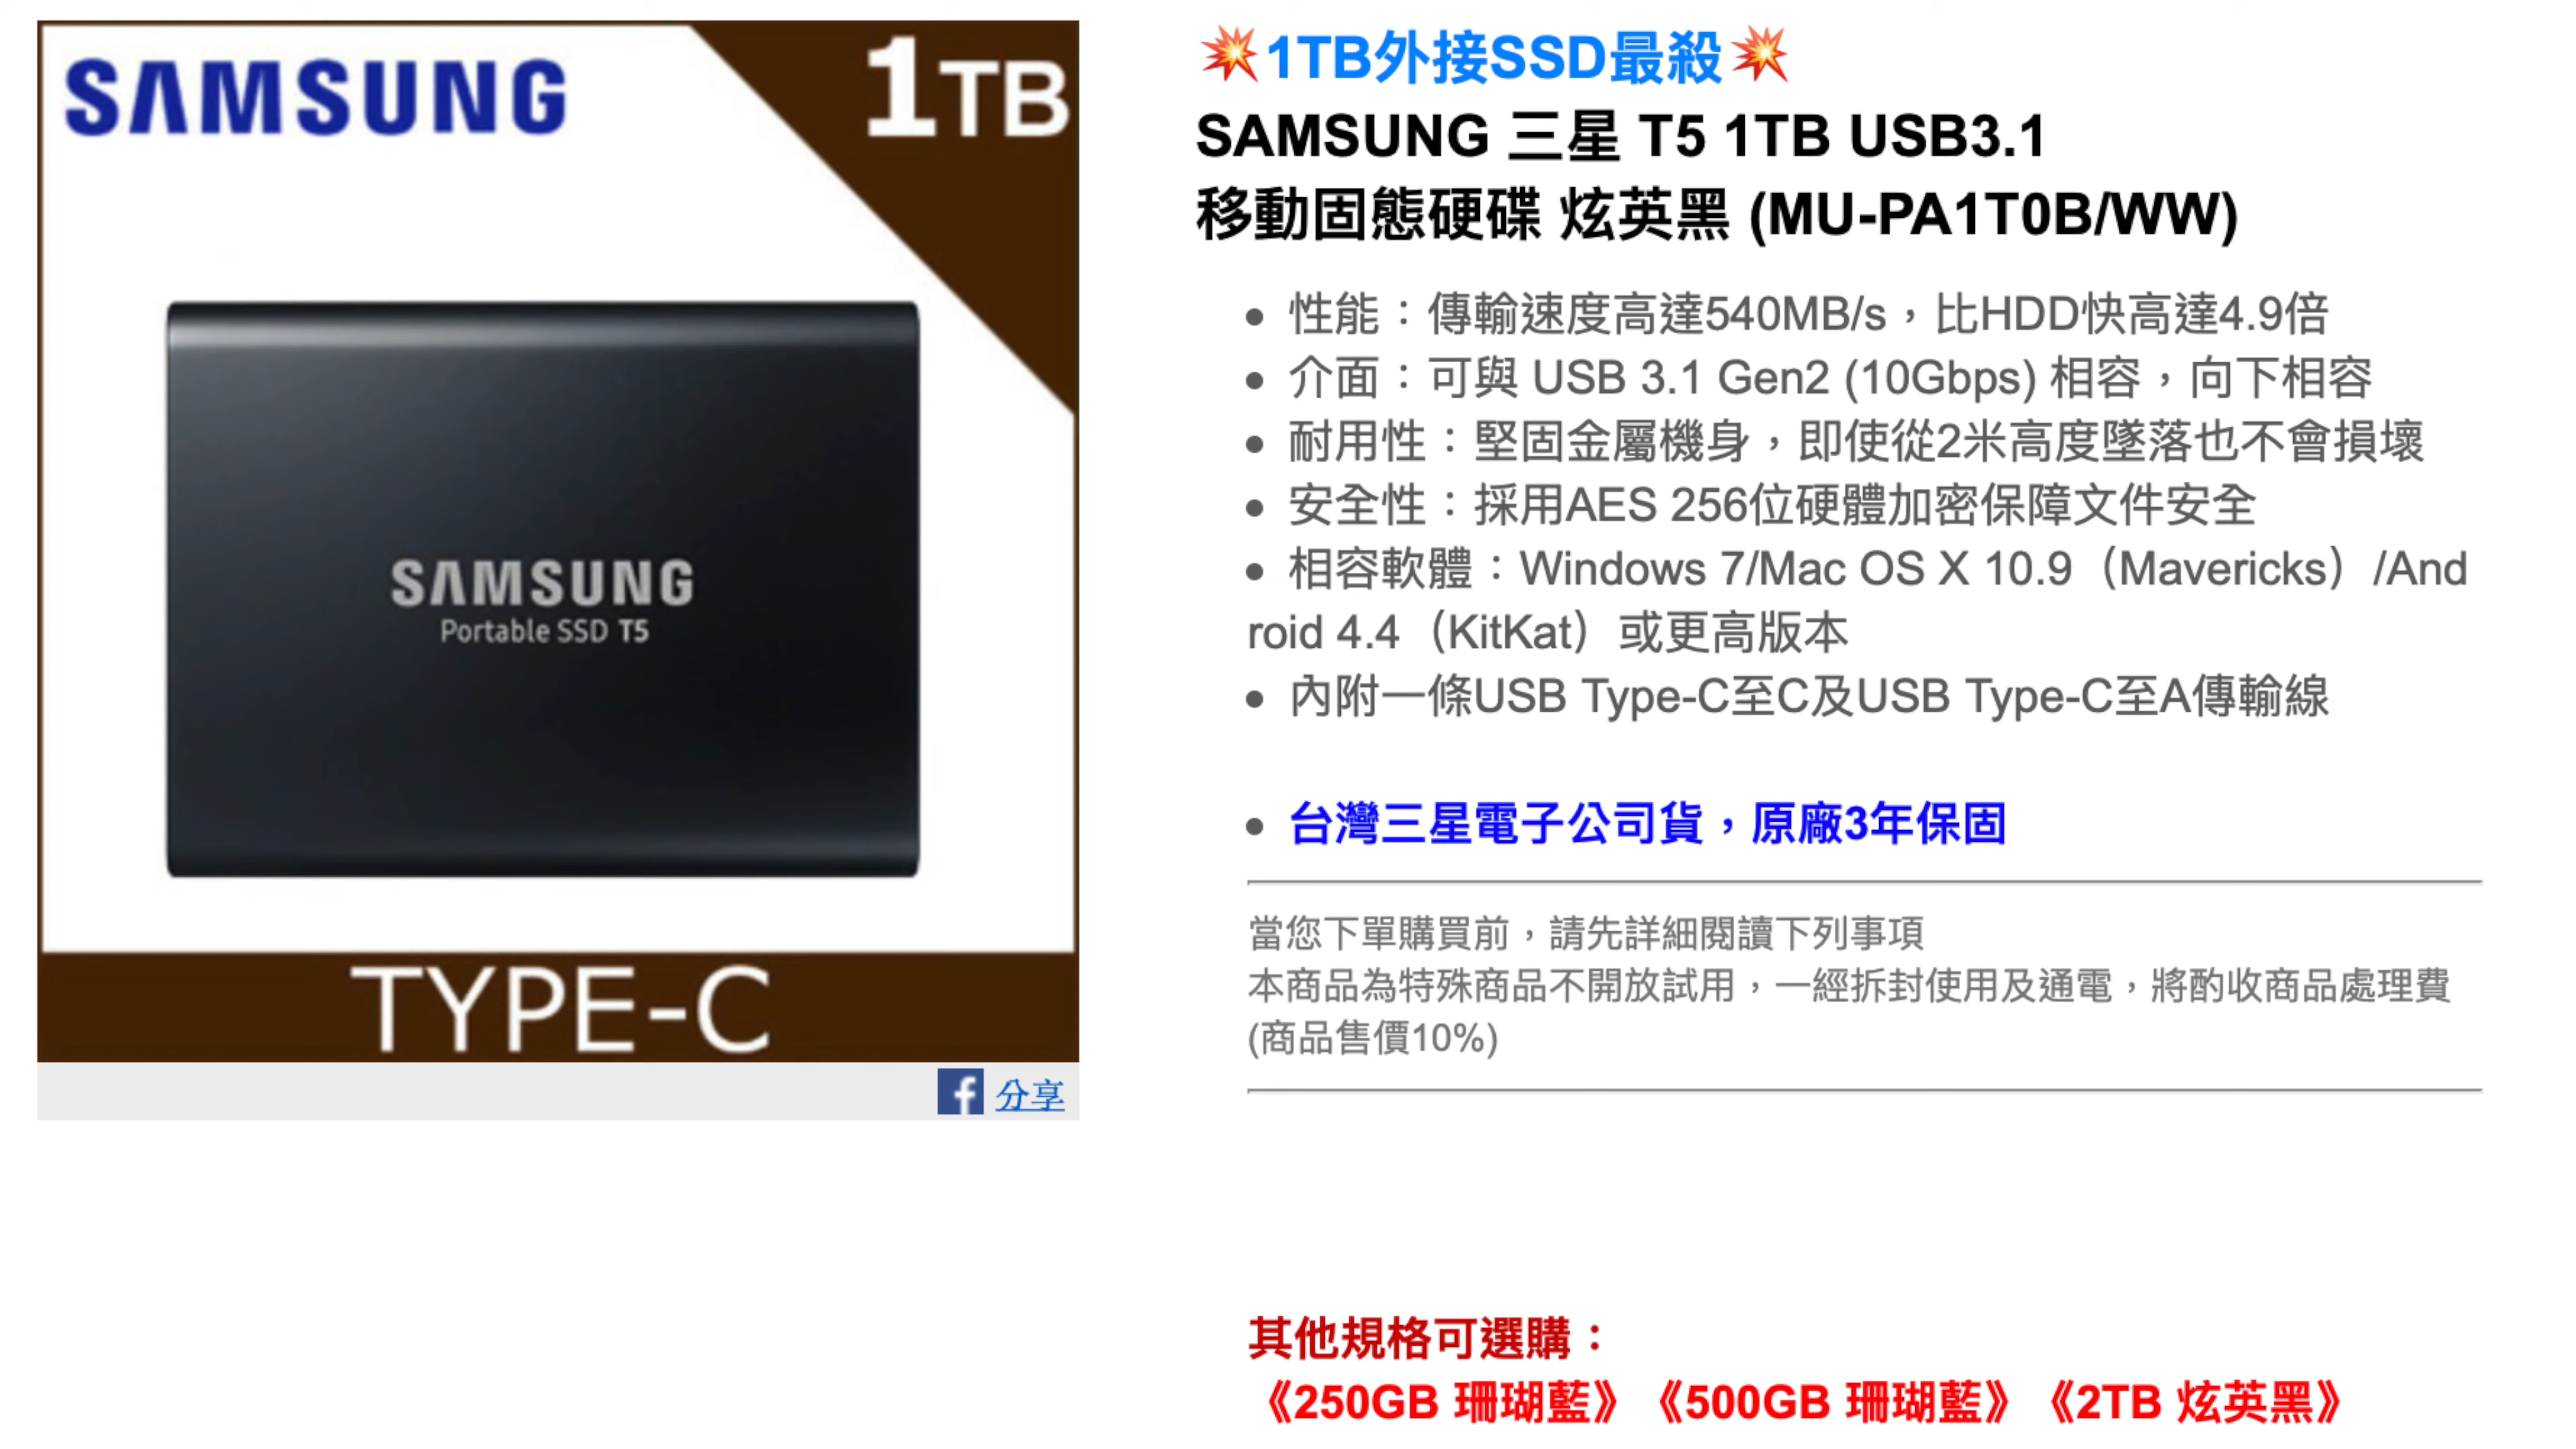 SAMSUNG
1TB
SAMSUNG
Portable SSD T5
TYPE-C
f 分享
💥1TB外接SSD最殺💥
SAMSUNG 三星 T5 1TB USB3.1
移動固態硬碟 炫英黑 (MU-PA1T0B/WW)
• 性能：傳輸速度高達540MB/s，比HDD快高達4.9倍
• 介面：可與 USB 3.1 Gen2 (10Gbps) 相容，向下相容
• 耐用性：堅固金屬機身，即使從2米高度墜落也不會損壞
• 安全性：採用AES 256位硬體加密保障文件安全
• 相容軟體：Windows 7/Mac OS X 10.9（Mavericks）/And
roid 4.4（KitKat）或更高版本
• 內附一條USB Type-C至C及USB Type-C至A傳輸線
• 台灣三星電子公司貨，原廠3年保固
當您下單購買前，請先詳細閱讀下列事項
本商品為特殊商品不開放試用，一經拆封使用及通電，將酌收商品處理費
(商品售價10%)
其他規格可選購：
《250GB 珊瑚藍》《500GB 珊瑚藍》《2TB 炫英黑》